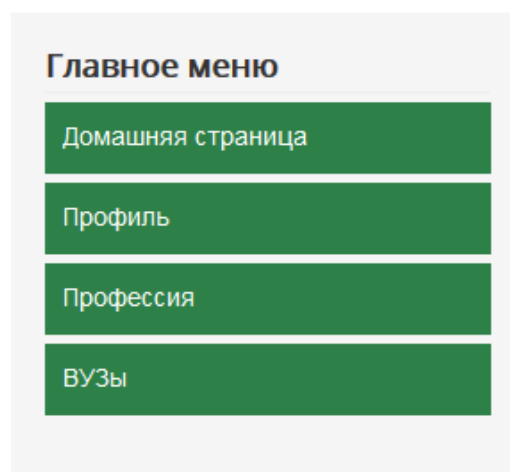 Главное меню
Домашняя страница
Профиль
Профессия
ВУЗы